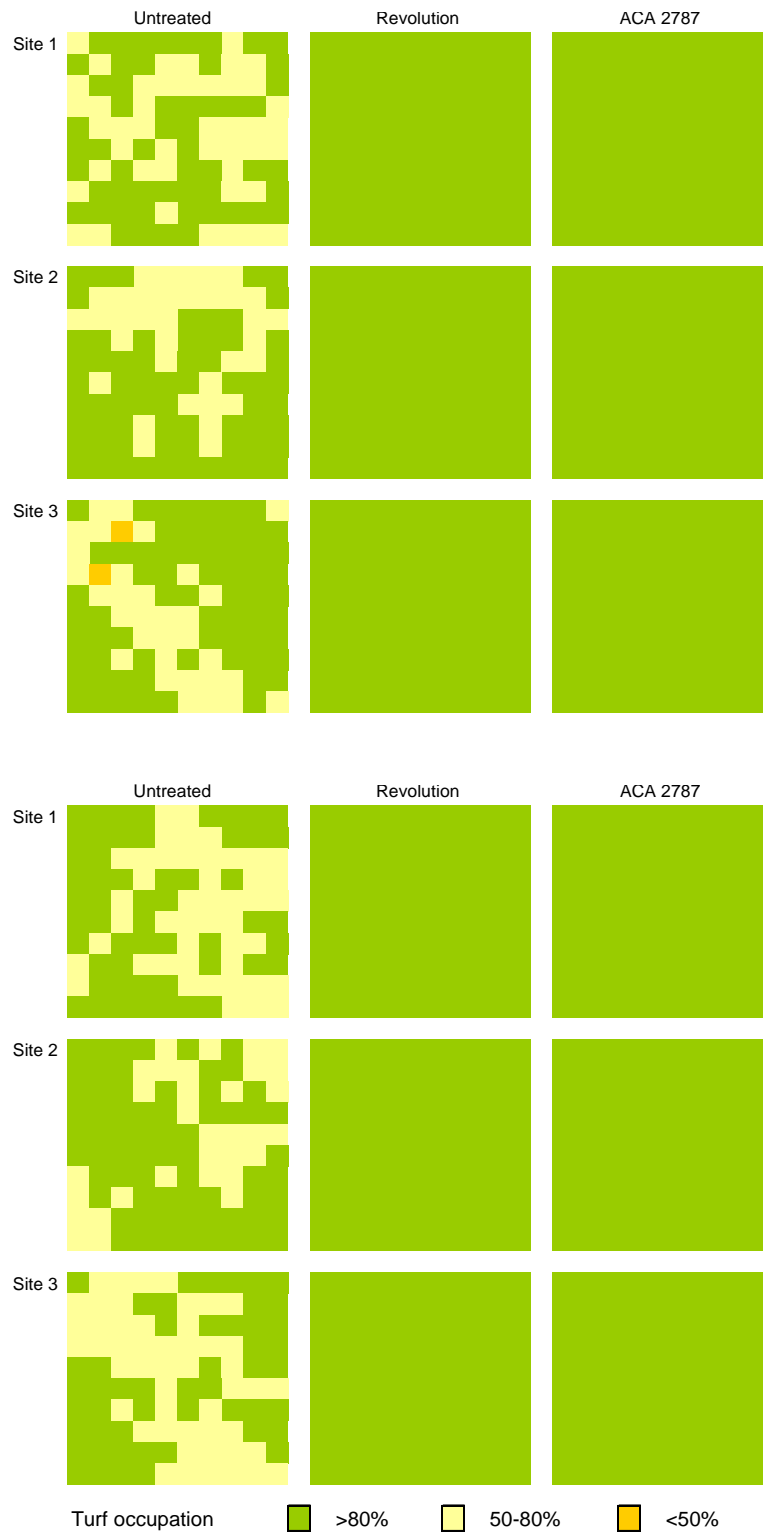 Untreated Revolution ACA 2787
Site 1
Site 2
Site 3
Untreated Revolution ACA 2787
Site 1
Site 2
Site 3
Turf occupation >80% 50-80% <50%